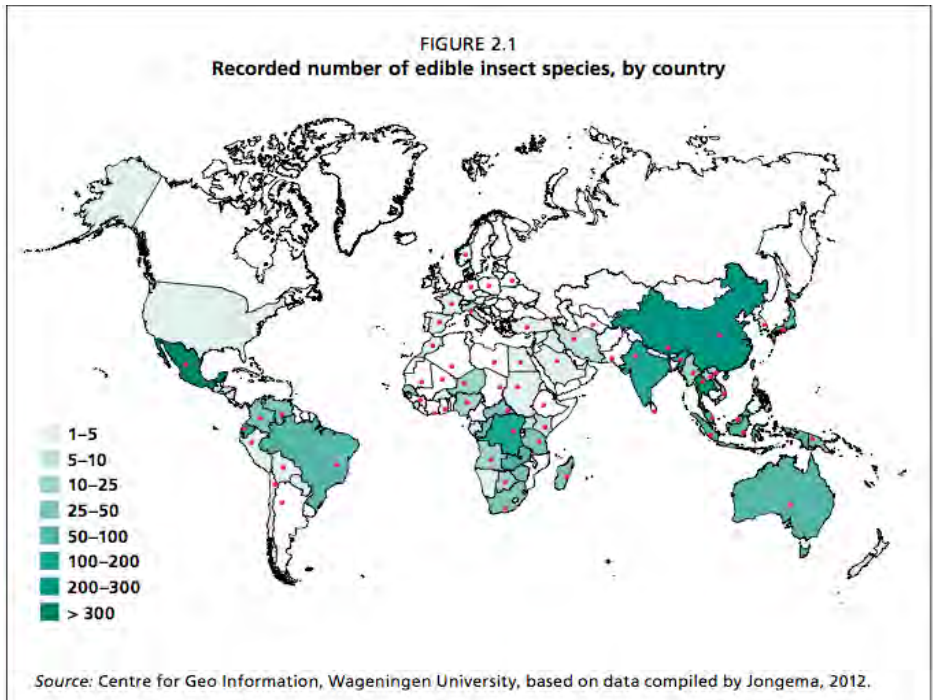 FIGURE 2.1
Recorded number of edible insect species, by country
1–5
5–10
10–25
25–50
50–100
100–200
200–300
> 300
Source: Centre for Geo Information, Wageningen University, based on data compiled by Jongema, 2012.